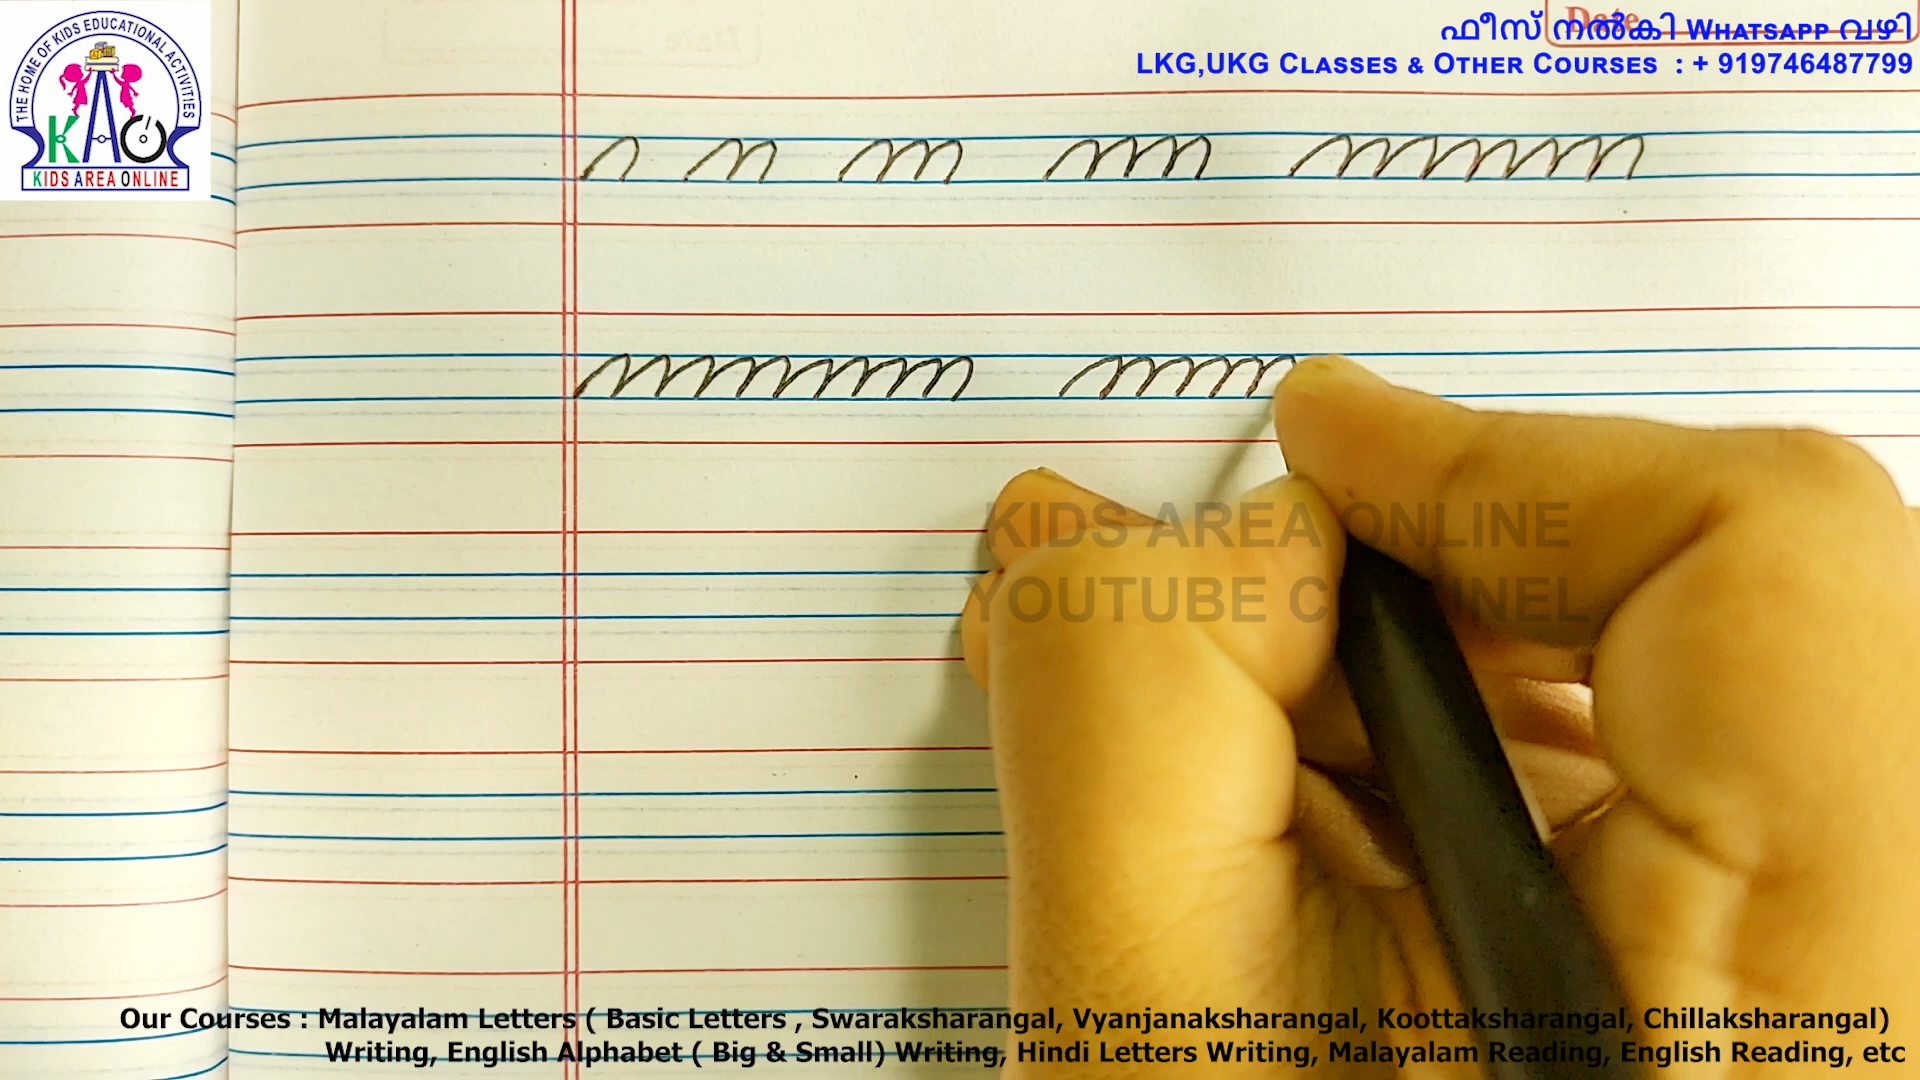 THE HOME OF KIDS EDUCATIONAL ACTIVITIES
KAO
KIDS AREA ONLINE
Date
ഫീസ് നൽകി WHATSAPP വഴി
LKG,UKG CLASSES & OTHER COURSES : + 919746487799
KIDS AREA ONLINE
YOUTUBE CHANNEL
Our Courses : Malayalam Letters ( Basic Letters , Swaraksharangal, Vyanjanaksharangal, Koottaksharangal, Chillaksharangal)
Writing, English Alphabet ( Big & Small) Writing, Hindi Letters Writing, Malayalam Reading, English Reading, etc